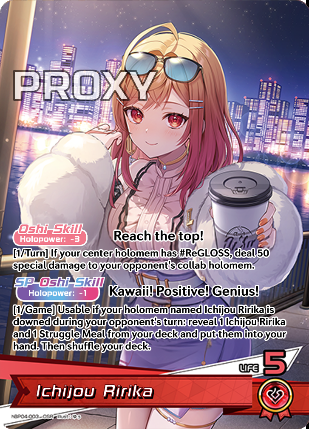 PROXY
Oshi-Skill
Holopower: -3
Reach the top!
[1/Turn] If your center holomem has #ReGLOSS, deal 50
special damage to your opponent's collab holomem.
SP-Oshi-Skill
Holopower: -1
Kawaii! Positive! Genius!
[1/Game] Usable if your holomem named Ichijou Ririka is
downed during your opponent's turn: reveal 1 Ichijou Ririka
and 1 Struggle Meal from your deck and put them into your
hand. Then shuffle your deck.
LIFE 5
Ichijou Ririka
hBP04-003 OSR